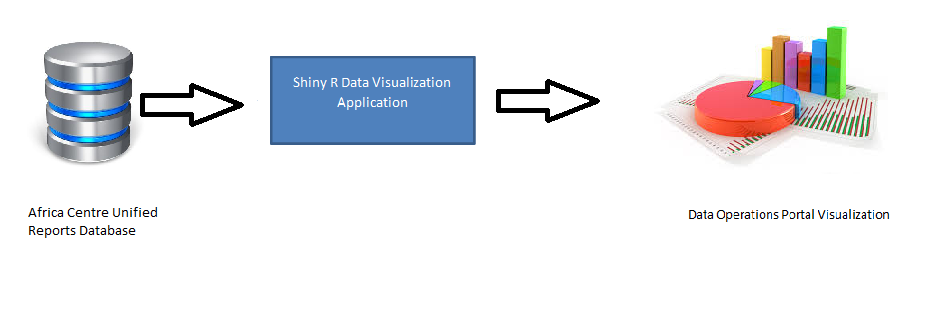 Shiny R Data Visualization
Application
Africa Centre Unified
Reports Database
Data Operations Portal Visualization